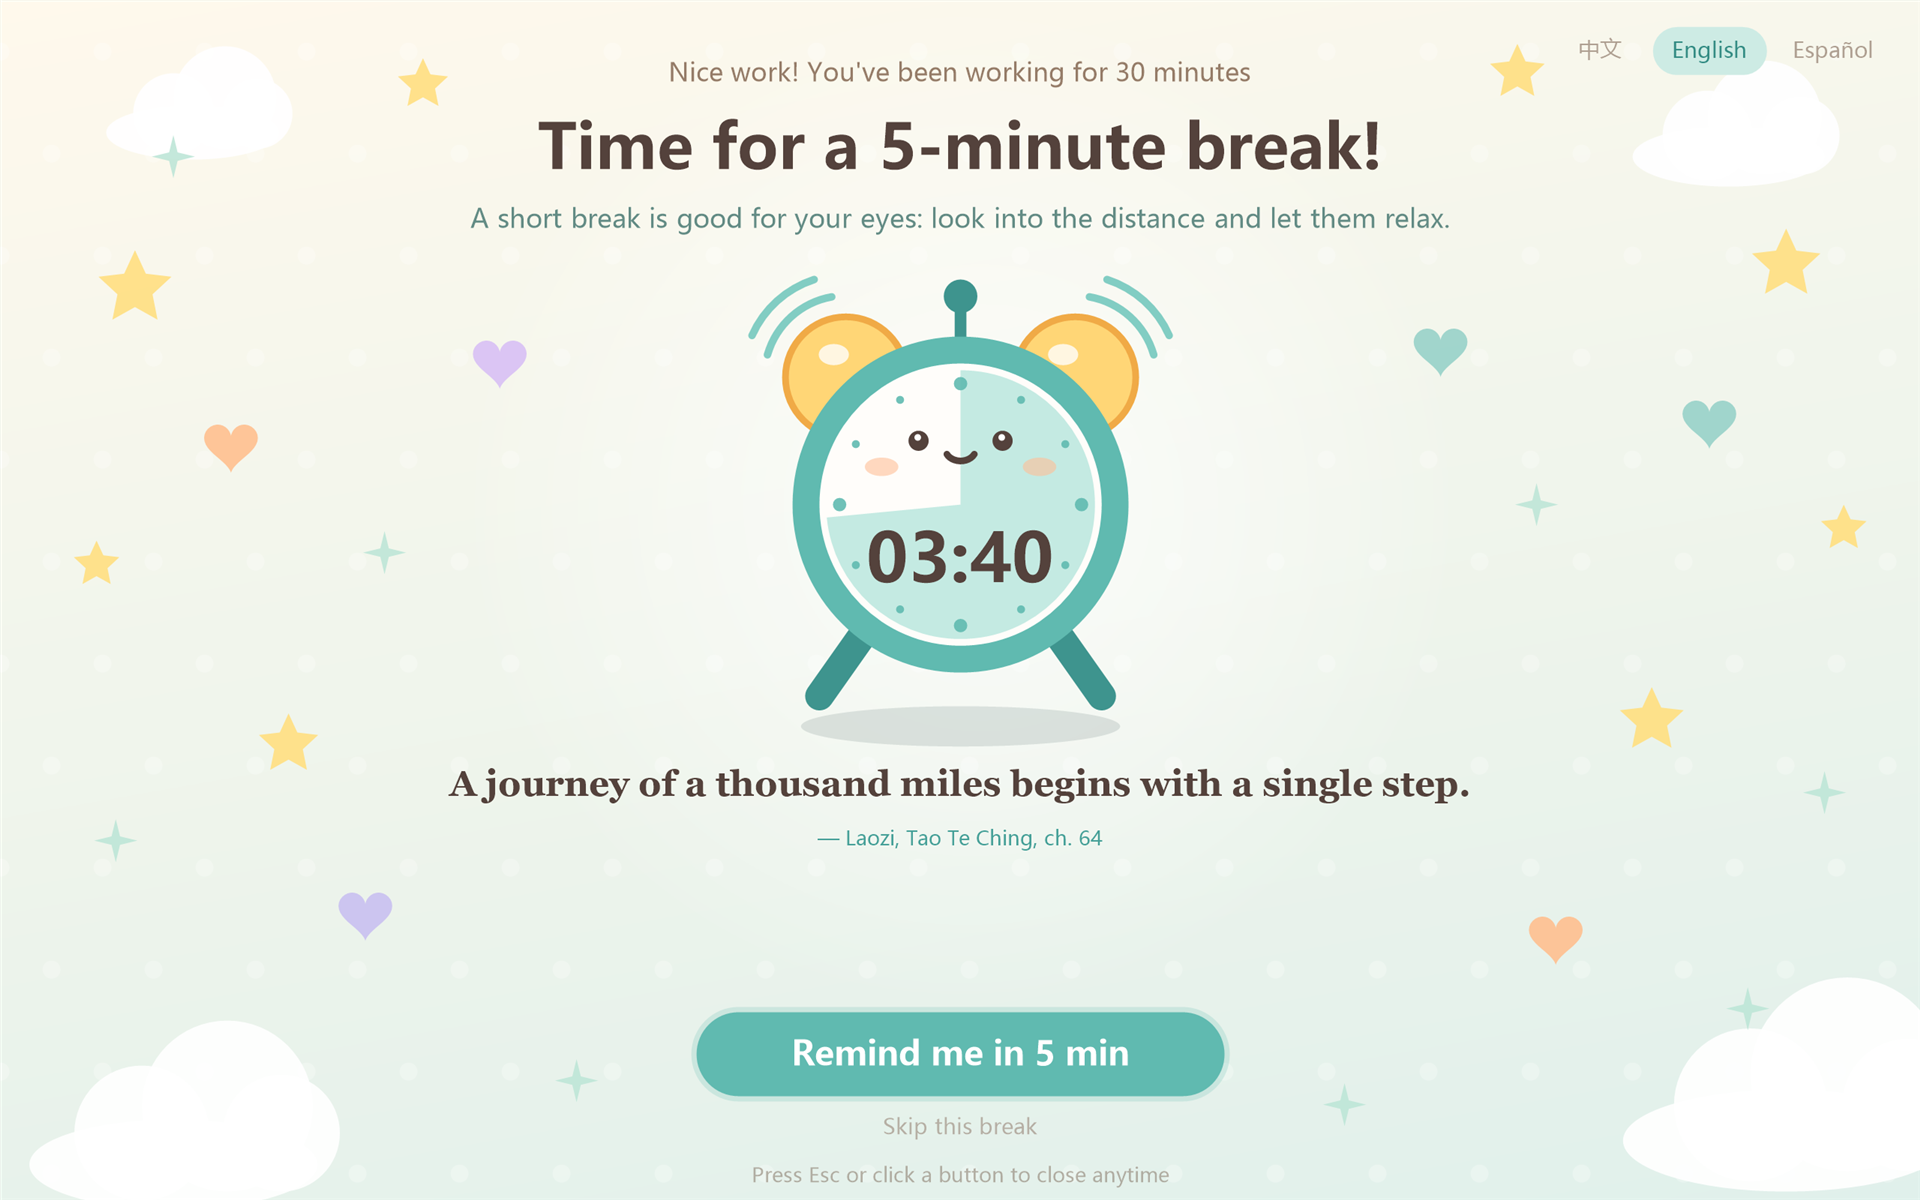 中文 English Español
Nice work! You've been working for 30 minutes
Time for a 5-minute break!
A short break is good for your eyes: look into the distance and let them relax.
03:40
A journey of a thousand miles begins with a single step.
— Laozi, Tao Te Ching, ch. 64
Remind me in 5 min
Skip this break
Press Esc or click a button to close anytime